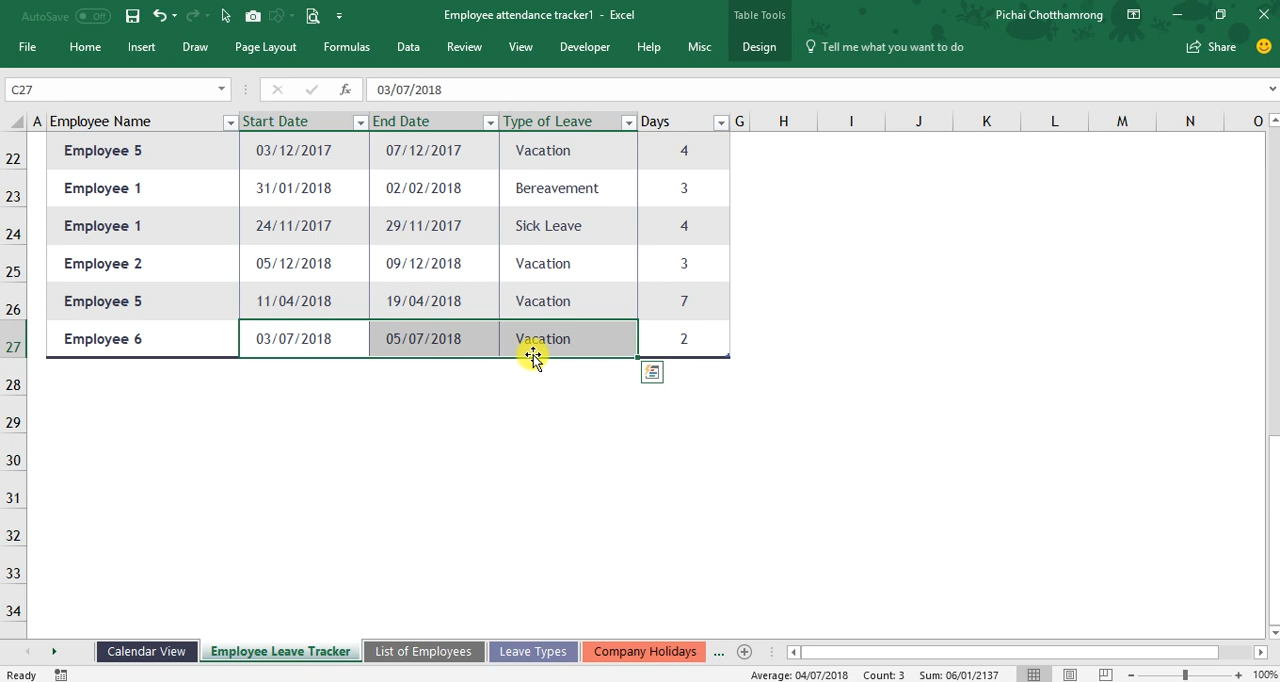 AutoSave Off Employee attendance tracker1 - Excel Table Tools Pichai Chotthamrong
File Home Insert Draw Page Layout Formulas Data Review View Developer Help Misc Design Tell me what you want to do Share
C27 fx 03/07/2018
A Employee Name Start Date End Date Type of Leave Days G H I J K L M N O
22 Employee 5 03/12/2017 07/12/2017 Vacation 4
23 Employee 1 31/01/2018 02/02/2018 Bereavement 3
24 Employee 1 24/11/2017 29/11/2017 Sick Leave 4
25 Employee 2 05/12/2018 09/12/2018 Vacation 3
26 Employee 5 11/04/2018 19/04/2018 Vacation 7
27 Employee 6 03/07/2018 05/07/2018 Vacation 2
28
29
30
31
32
33
34
Calendar View Employee Leave Tracker List of Employees Leave Types Company Holidays ...
Ready Average: 04/07/2018 Count: 3 Sum: 06/01/2137 100%